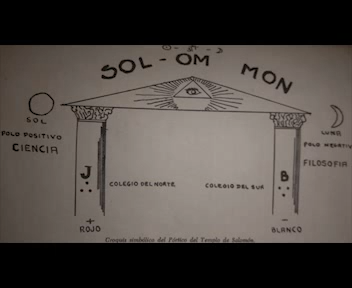 SOL - OM MON
SOL
POLO POSITIVO
CIENCIA
LUNA
POLO NEGATIVO
FILOSOFIA
J
B
COLEGIO DEL NORTE
COLEGIO DEL SUR
+
ROJO
-
BLANCO
simbólico del Pórtico del Templo de Salomón.